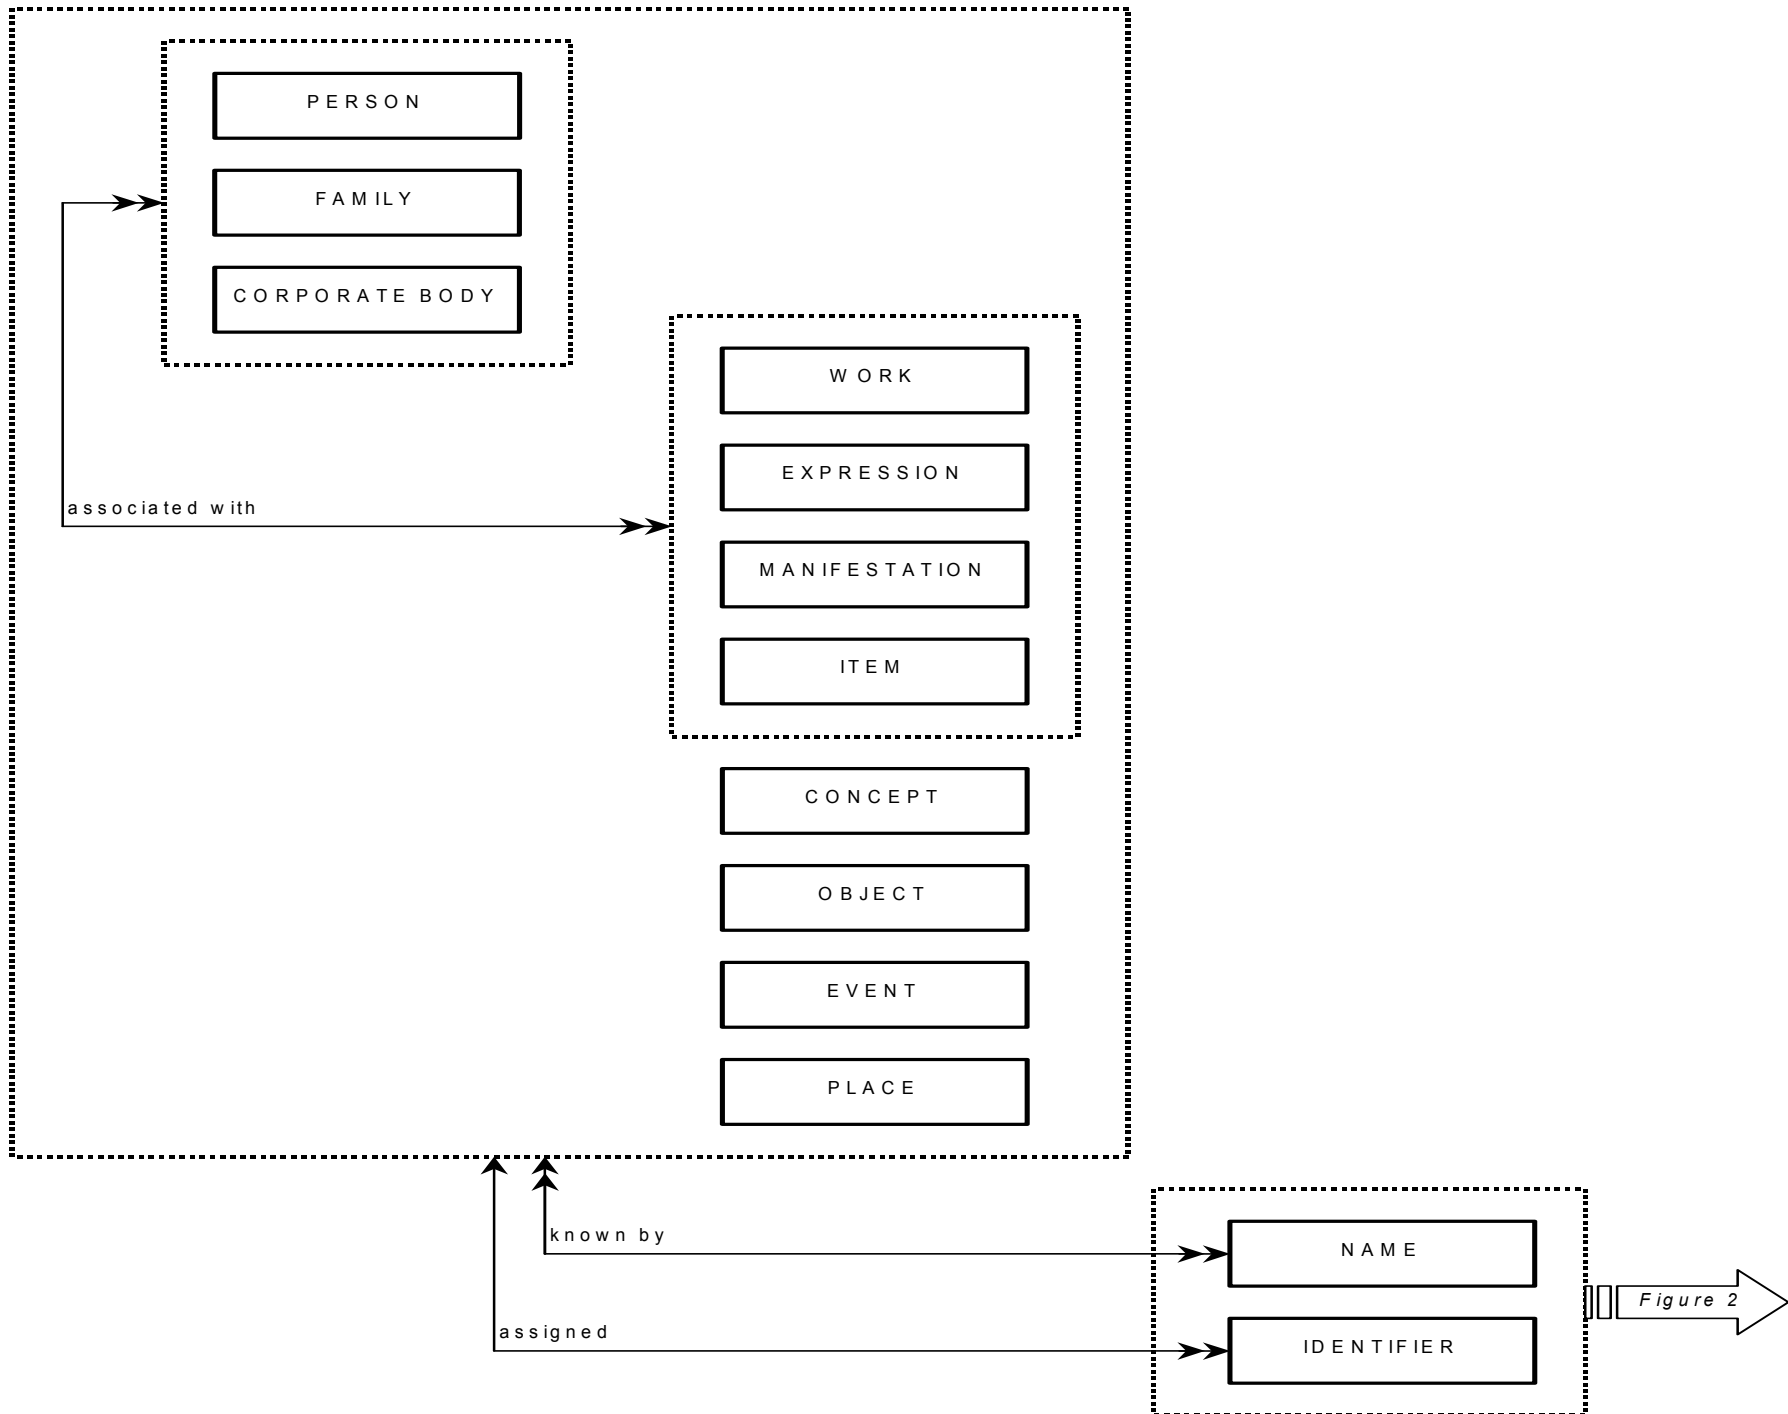 PERSON
FAMILY
CORPORATE BODY
WORK
EXPRESSION
associated with
MANIFESTATION
ITEM
CONCEPT
OBJECT
EVENT
PLACE
known by
NAME
Figure 2
assigned
IDENTIFIER